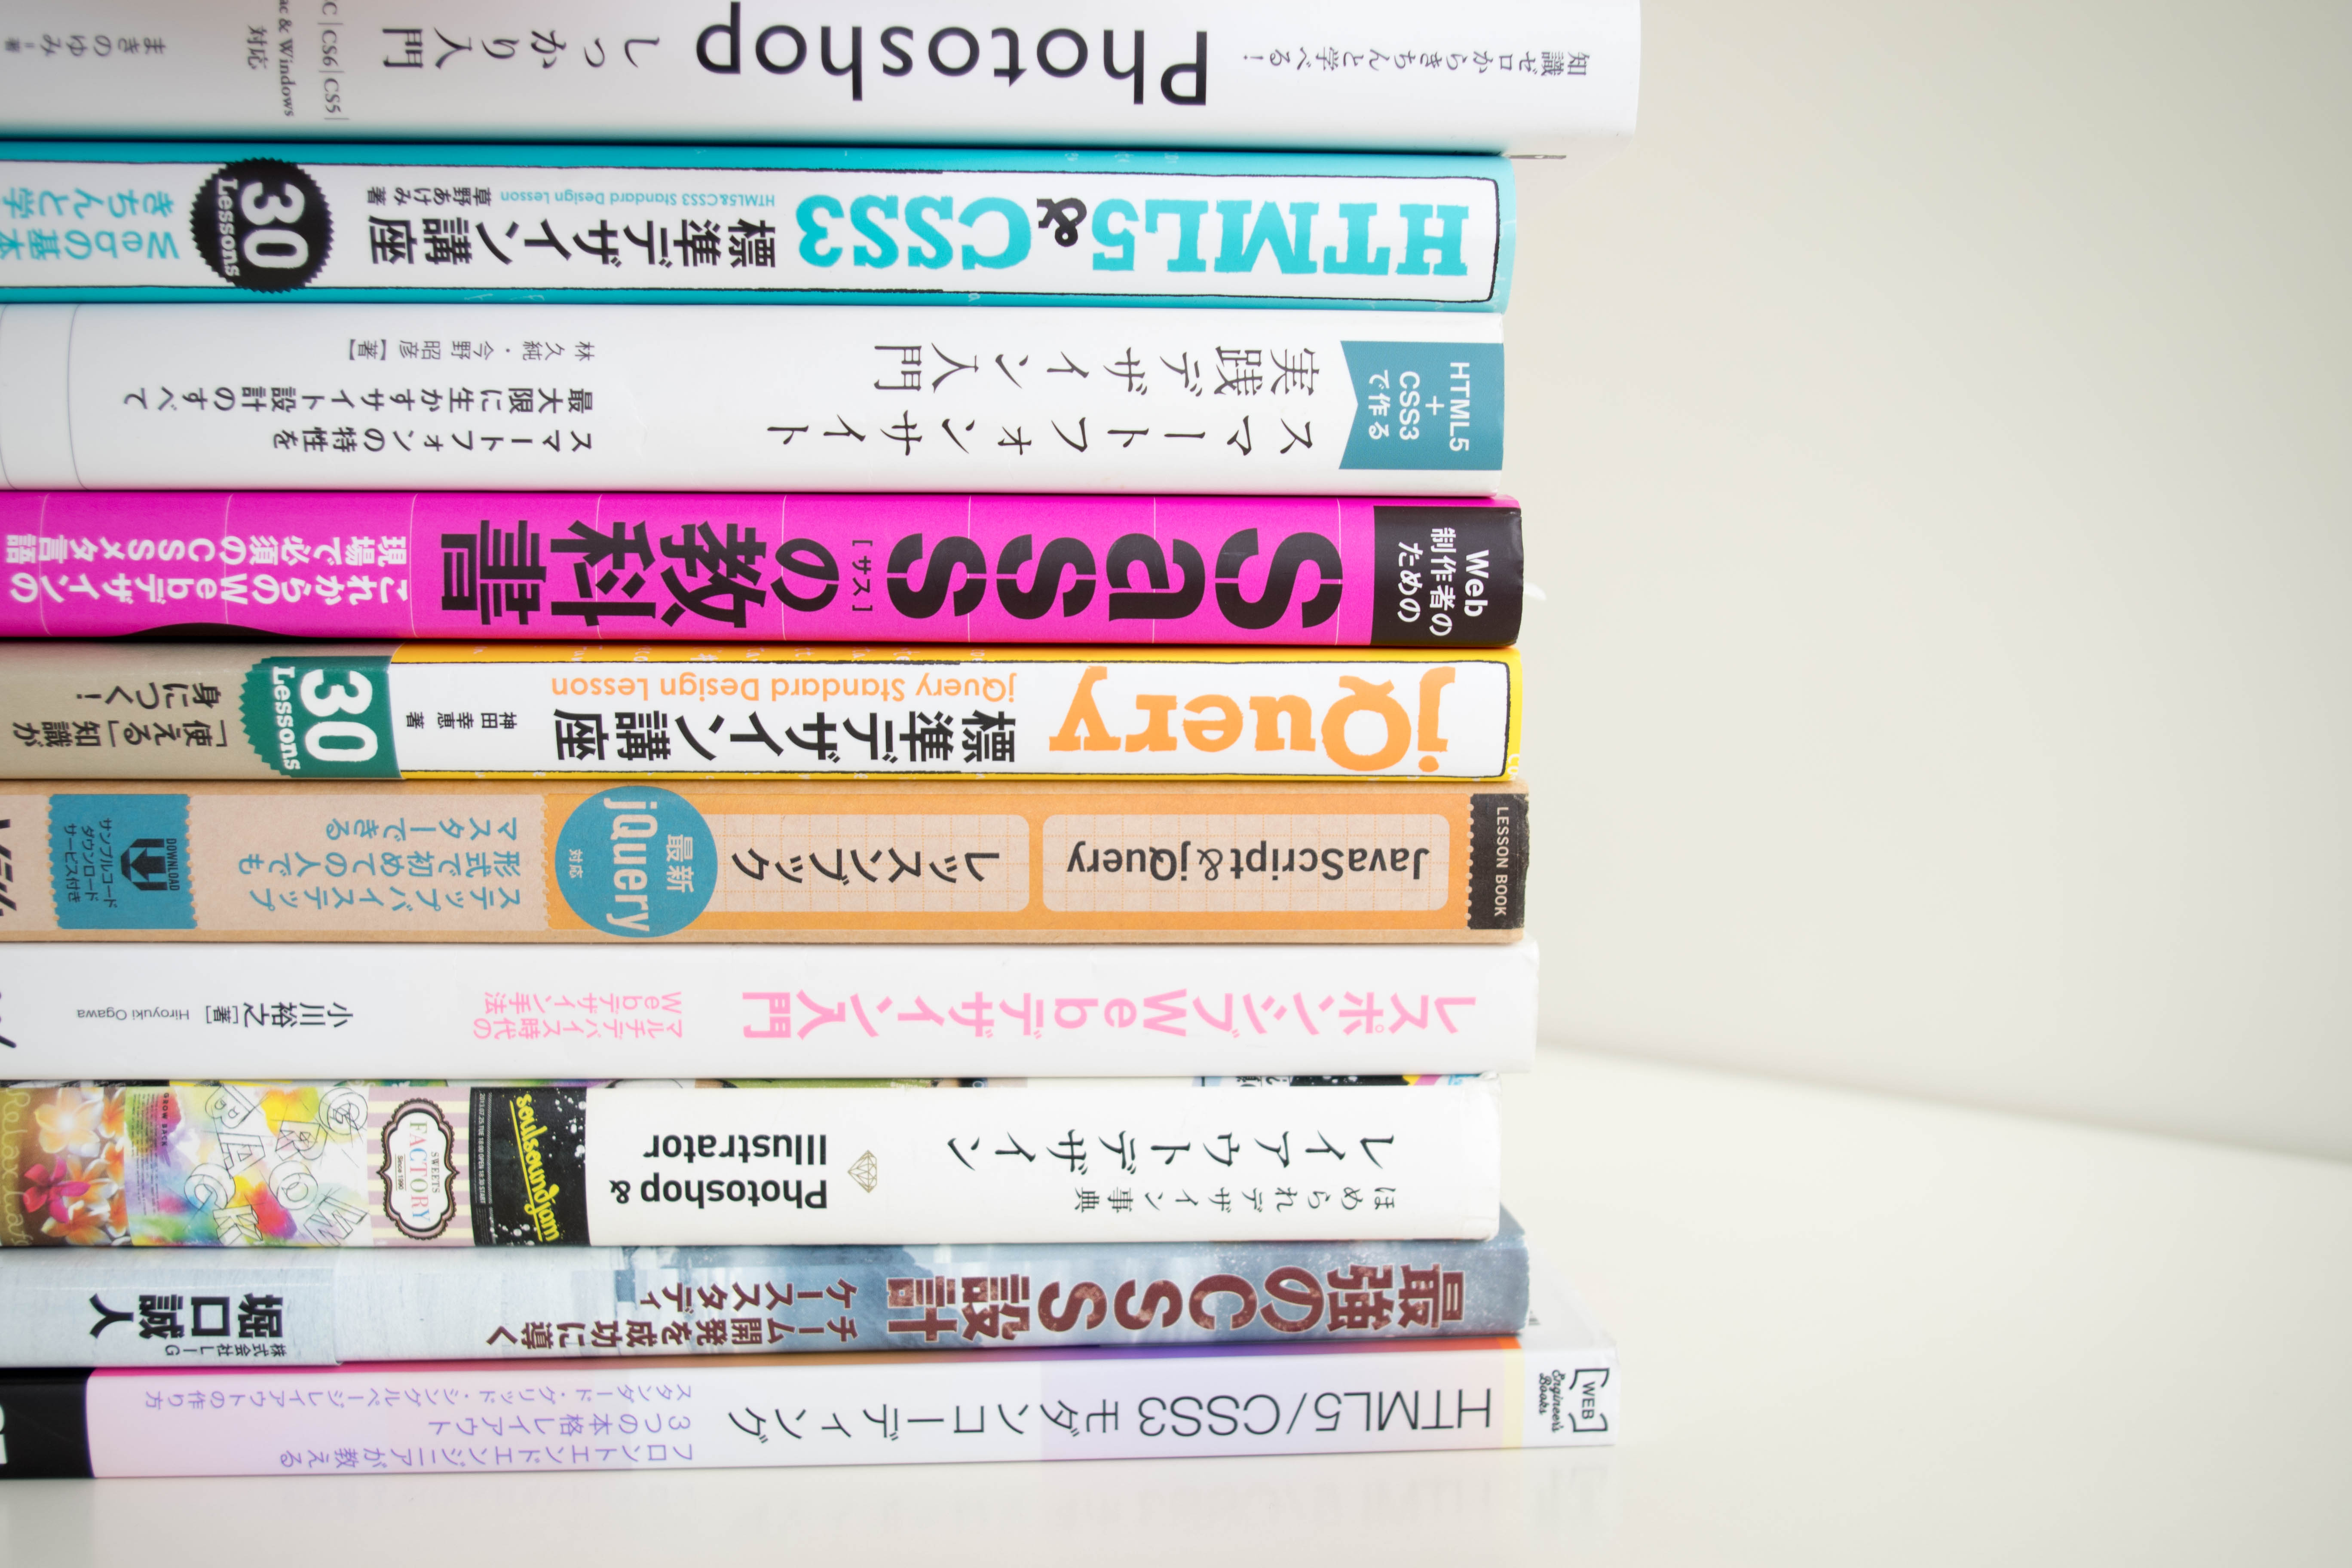 知識ゼロからきちんと学べる!
Photoshop
しっかり入門
CC|CS6|CS5|
Mac & Windows
対応
まきのゆみ=著
HTML5&CSS3
標準デザイン講座
HTML5&CSS3 Standard Design Lesson
草野あけみ 著
30
Lessons
Webの基本
きちんと学
HTML5
+
CSS3
で作る
スマートフォンサイト
実践デザイン入門
スマートフォンの特性を
最大限に生かすサイト設計のすべて
林 久純・今野 昭彦【著】
Web
制作者の
ための
Sass
[サス]
の教科書
これからのWebデザインの
現場で必須のCSSメタ言語
jQuery
標準デザイン講座
jQuery Standard Design Lesson
神田幸恵 著
30
Lessons
「使える」知識が
身につく!
LESSON BOOK
JavaScript&jQuery
レッスンブック
最新
jQuery
対応
ステップバイステップ
形式で初めての人でも
マスターできる
DOWNLOAD
サンプルコード
ダウンロード
サービス付き
レスポンシブWebデザイン入門
マルチデバイス時代の
Webデザイン手法
小川裕之[著]
Hiroyuki Ogawa
ほめられデザイン事典
レイアウトデザイン
Photoshop &
Illustrator
soulsoundjam
SWEETS
FACTORY
Since 1990
GROW BACK
最強のCSS設計
チーム開発を成功に導く
ケーススタディ
株式会社LIG
堀口誠人
WEB
Engineer's
Books
HTML5/CSS3 モダンコーディング
フロントエンドエンジニアが教える
3つの本格レイアウト
スタンダード・グリッド・シングルページレイアウトの作り方